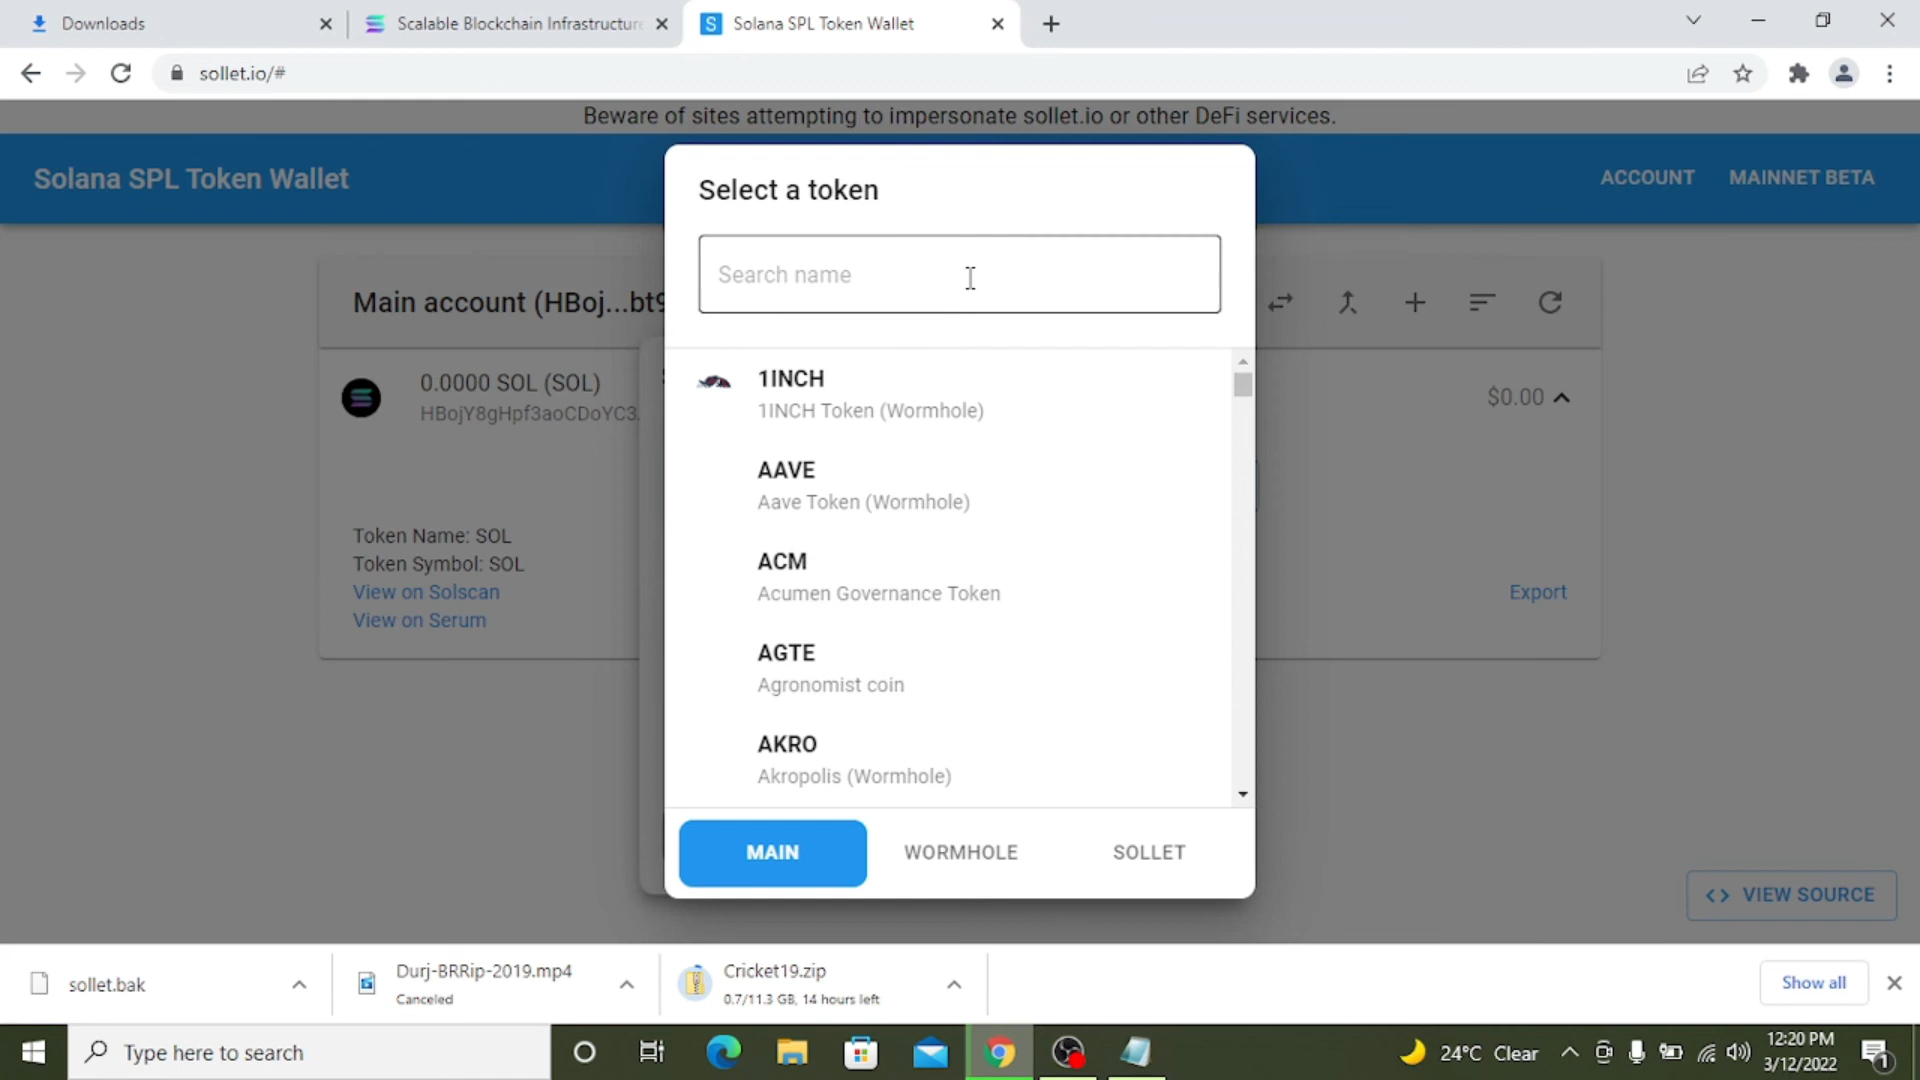 Downloads
Scalable Blockchain Infrastructure
S Solana SPL Token Wallet
sollet.io/#
Beware of sites attempting to impersonate sollet.io or other DeFi services.
Solana SPL Token Wallet
ACCOUNT
MAINNET BETA
Select a token
Search name
Main account (HBoj...bt9
0.0000 SOL (SOL)
HBojY8gHpf3aoCDoYC3.
$0.00
Token Name: SOL
Token Symbol: SOL
View on Solscan
View on Serum
Export
1INCH
1INCH Token (Wormhole)
AAVE
Aave Token (Wormhole)
ACM
Acumen Governance Token
AGTE
Agronomist coin
AKRO
Akropolis (Wormhole)
MAIN
WORMHOLE
SOLLET
<> VIEW SOURCE
sollet.bak
Durj-BRRip-2019.mp4
Canceled
Cricket19.zip
0.7/11.3 GB, 14 hours left
Show all
Type here to search
24°C Clear
12:20 PM
3/12/2022
1